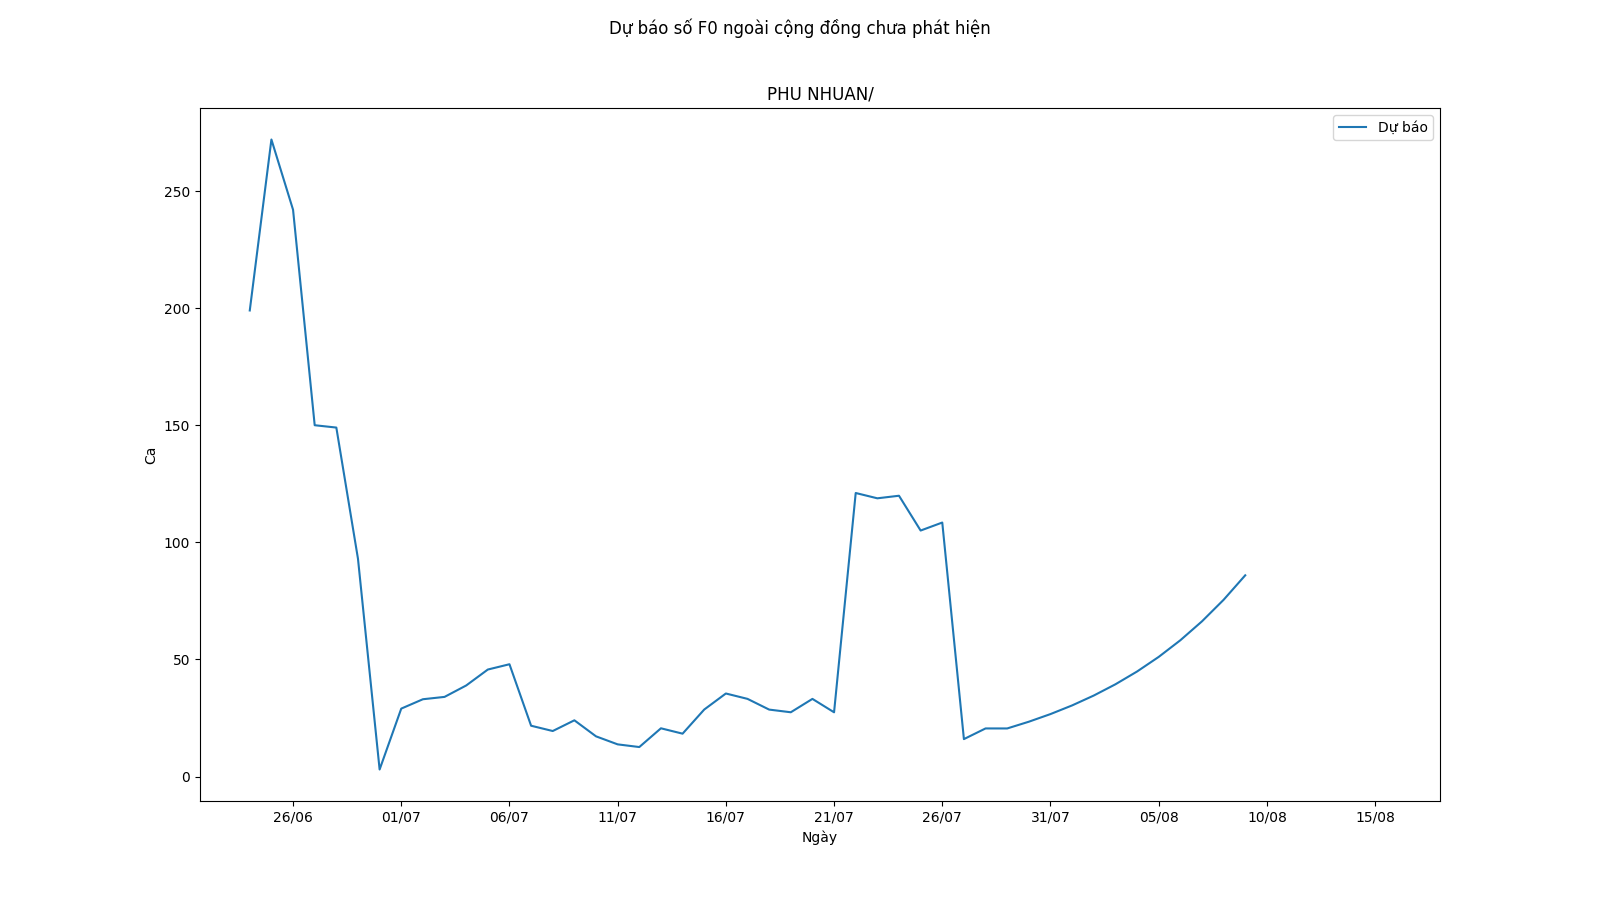 Dự báo số F0 ngoài cộng đồng chưa phát hiện
PHU NHUAN/
Dự báo
250
200
150
100
50
0
Ca
26/06 01/07 06/07 11/07 16/07 21/07 26/07 31/07 05/08 10/08 15/08
Ngày